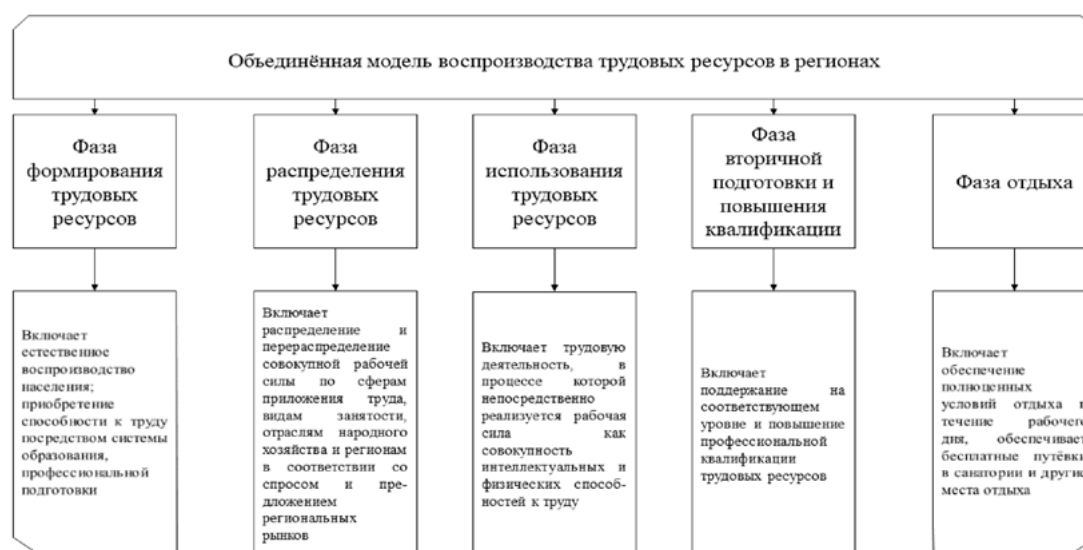 Объединённая модель воспроизводства трудовых ресурсов в регионах
Фаза
формирования
трудовых
ресурсов
Фаза
распределения
трудовых
ресурсов
Фаза
использования
трудовых
ресурсов
Фаза
вторичной
подготовки и
повышения
квалификации
Фаза отдыха
Включает
естественное
воспроизводство
населения;
приобретение
способности к труду
посредством системы
образования,
профессиональной
подготовки
Включает
распределение и
перераспределение
совокупной рабочей
силы по сферам
приложения труда,
видам занятости,
отраслям народного
хозяйства и регионам
в соответствии со
спросом и пре-
дложением
региональных
рынков
Включает трудовую
деятельность, в
процессе которой
непосредственно
реализуется рабочая
сила как
совокупность
интеллектуальных и
физических способ-
ностей к труду
Включает
поддержание на
соответствующем
уровне и повышение
профессиональной
квалификации
трудовых ресурсов
Включает
обеспечение
полноценных
условий отдыха в
течение рабочего
дня, обеспечивает
бесплатные путёвки
в санатории и другие
места отдыха